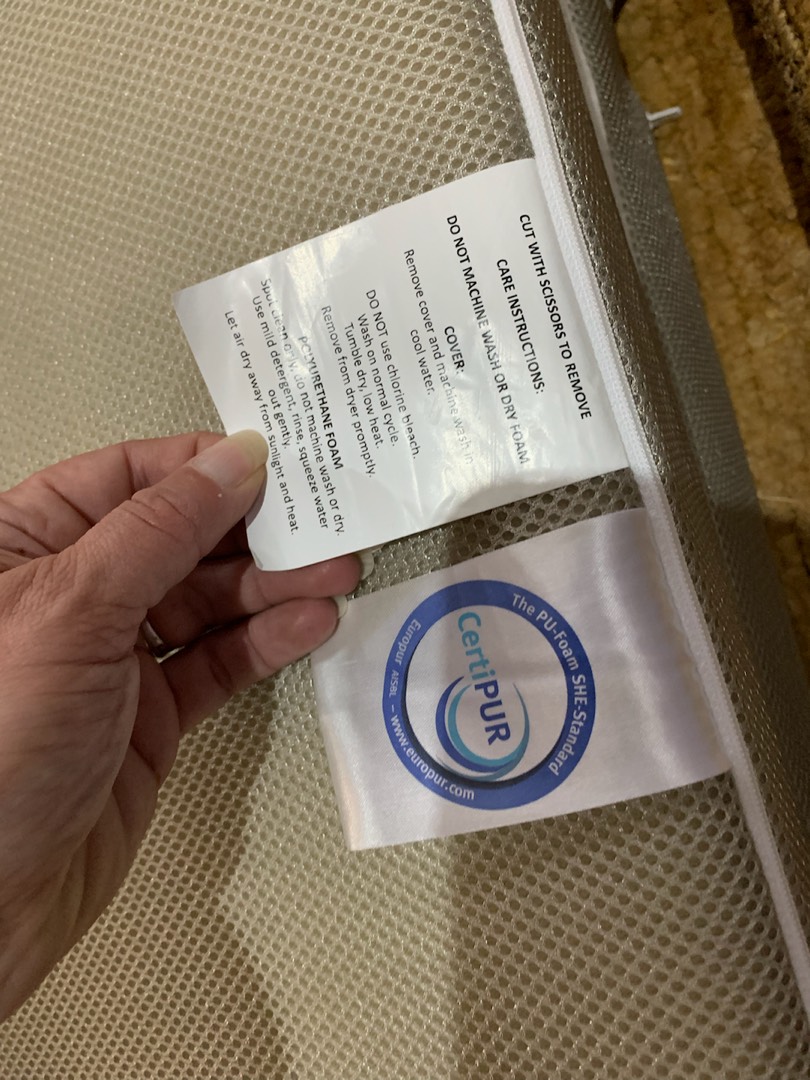 CUT WITH SCISSORS TO REMOVE
CARE INSTRUCTIONS:
DO NOT MACHINE WASH OR DRY FOAM
COVER:
Remove cover and machine wash in
cool water.
DO NOT use chlorine bleach.
Wash on normal cycle.
Tumble dry, low heat.
Remove from dryer promptly.
POLYURETHANE FOAM
Spot clean only, do not machine wash or dry.
Use mild detergent, rinse, squeeze water
out gently.
Let air dry away from sunlight and heat.
The PU-Foam SHE-Standard
CertiPUR
Europur AISBL – www.europur.com